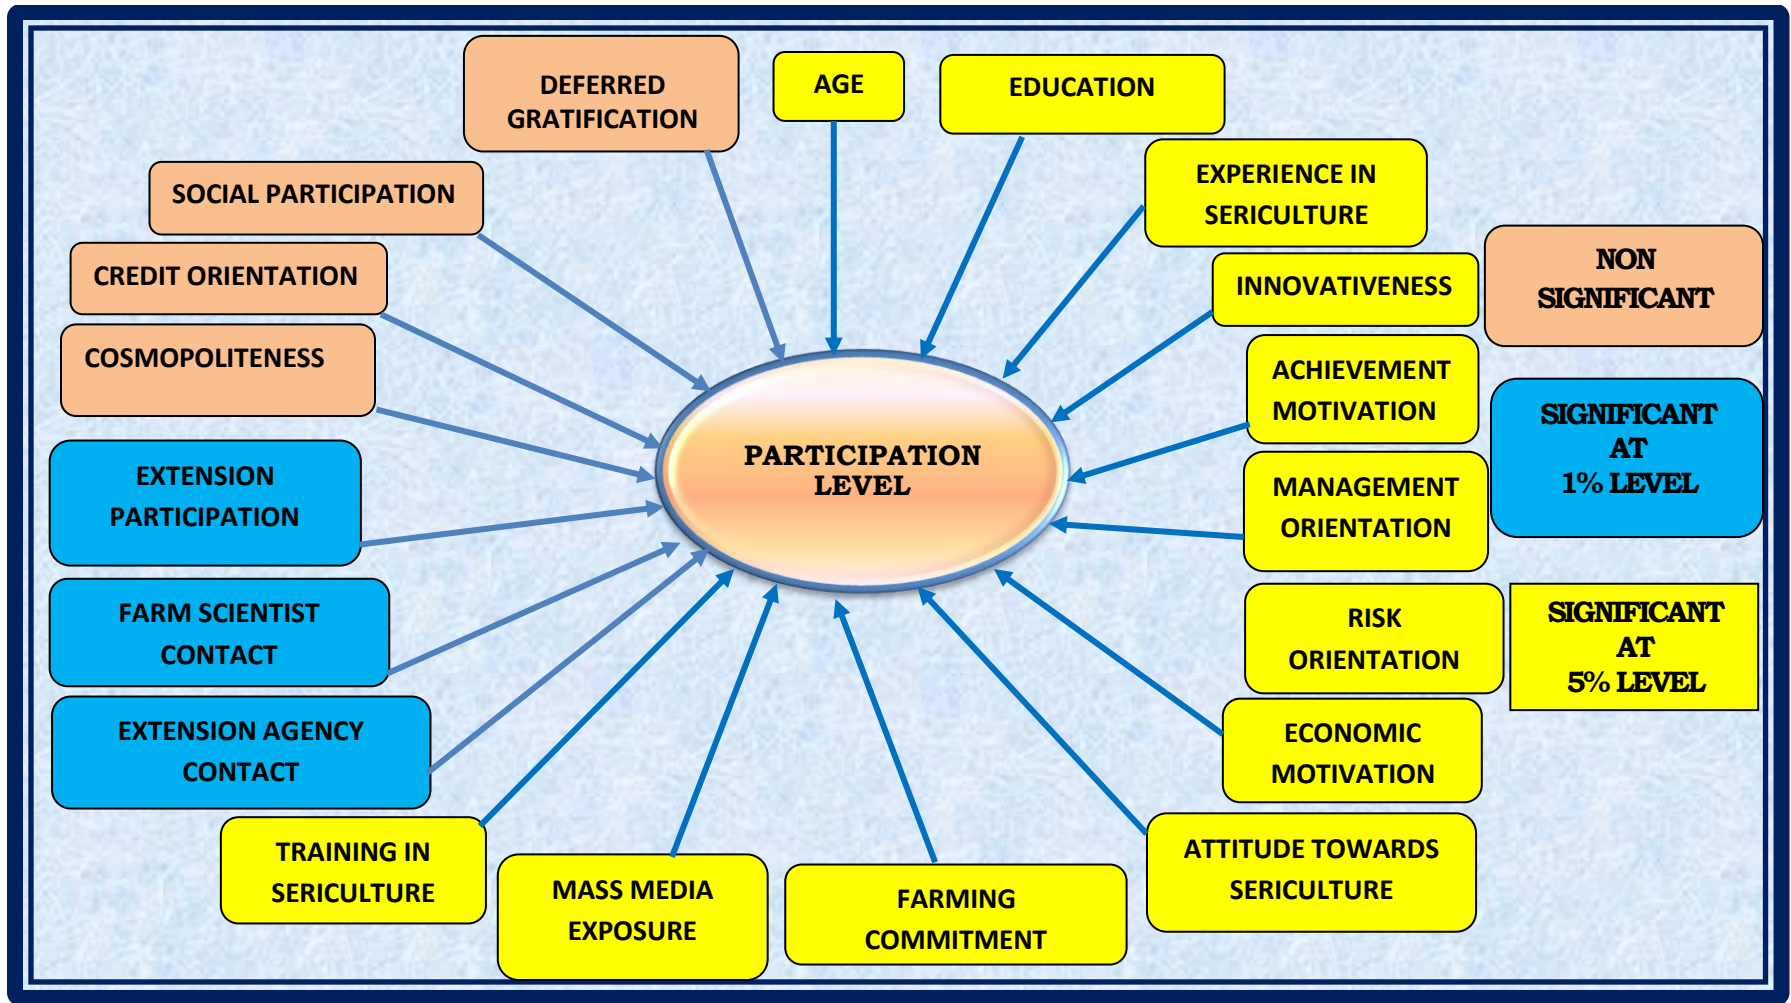 DEFERRED
GRATIFICATION
AGE
EDUCATION
SOCIAL PARTICIPATION
EXPERIENCE IN
SERICULTURE
CREDIT ORIENTATION
INNOVATIVENESS
NON
SIGNIFICANT
COSMOPOLITENESS
ACHIEVEMENT
MOTIVATION
SIGNIFICANT
AT
1% LEVEL
PARTICIPATION
LEVEL
EXTENSION
PARTICIPATION
MANAGEMENT
ORIENTATION
FARM SCIENTIST
CONTACT
RISK
ORIENTATION
SIGNIFICANT
AT
5% LEVEL
EXTENSION AGENCY
CONTACT
ECONOMIC
MOTIVATION
TRAINING IN
SERICULTURE
MASS MEDIA
EXPOSURE
FARMING
COMMITMENT
ATTITUDE TOWARDS
SERICULTURE